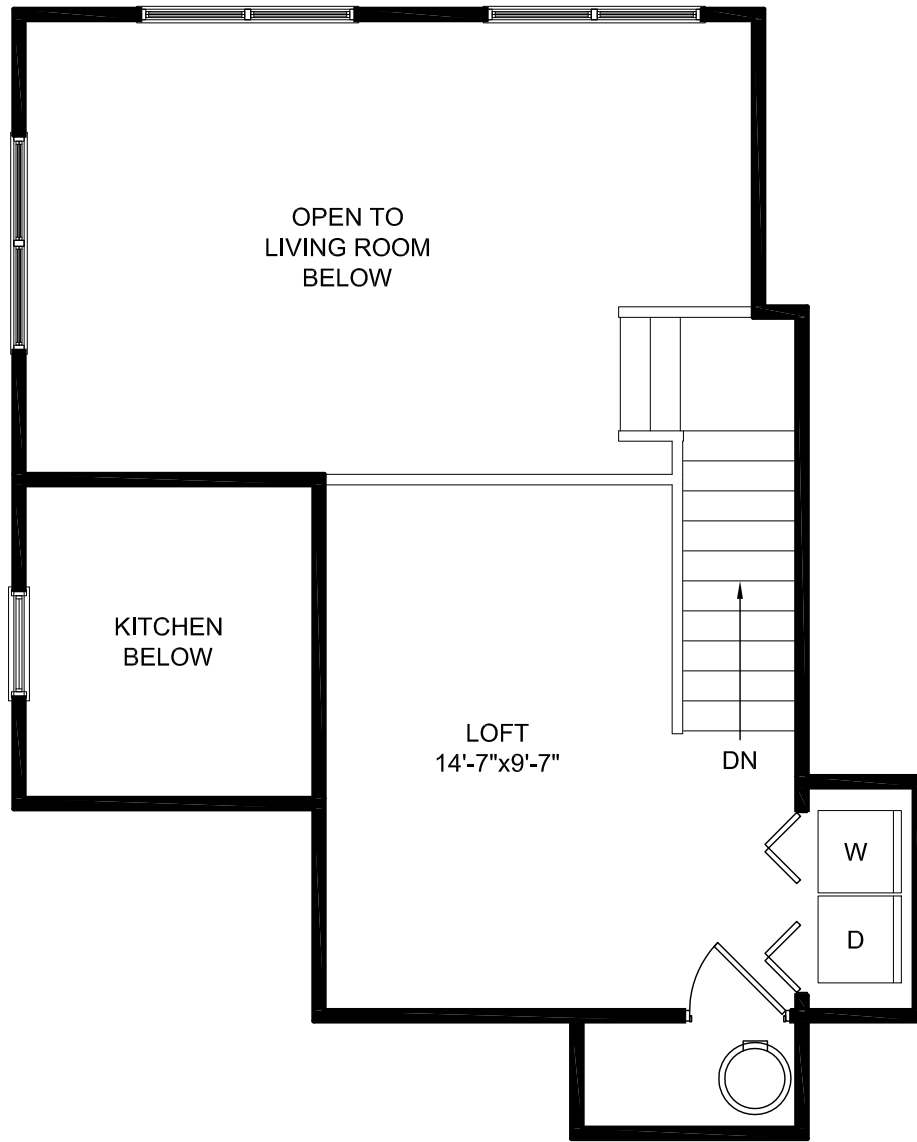 OPEN TO
LIVING ROOM
BELOW
KITCHEN
BELOW
LOFT
14'-7"x9'-7"
DN
W
D